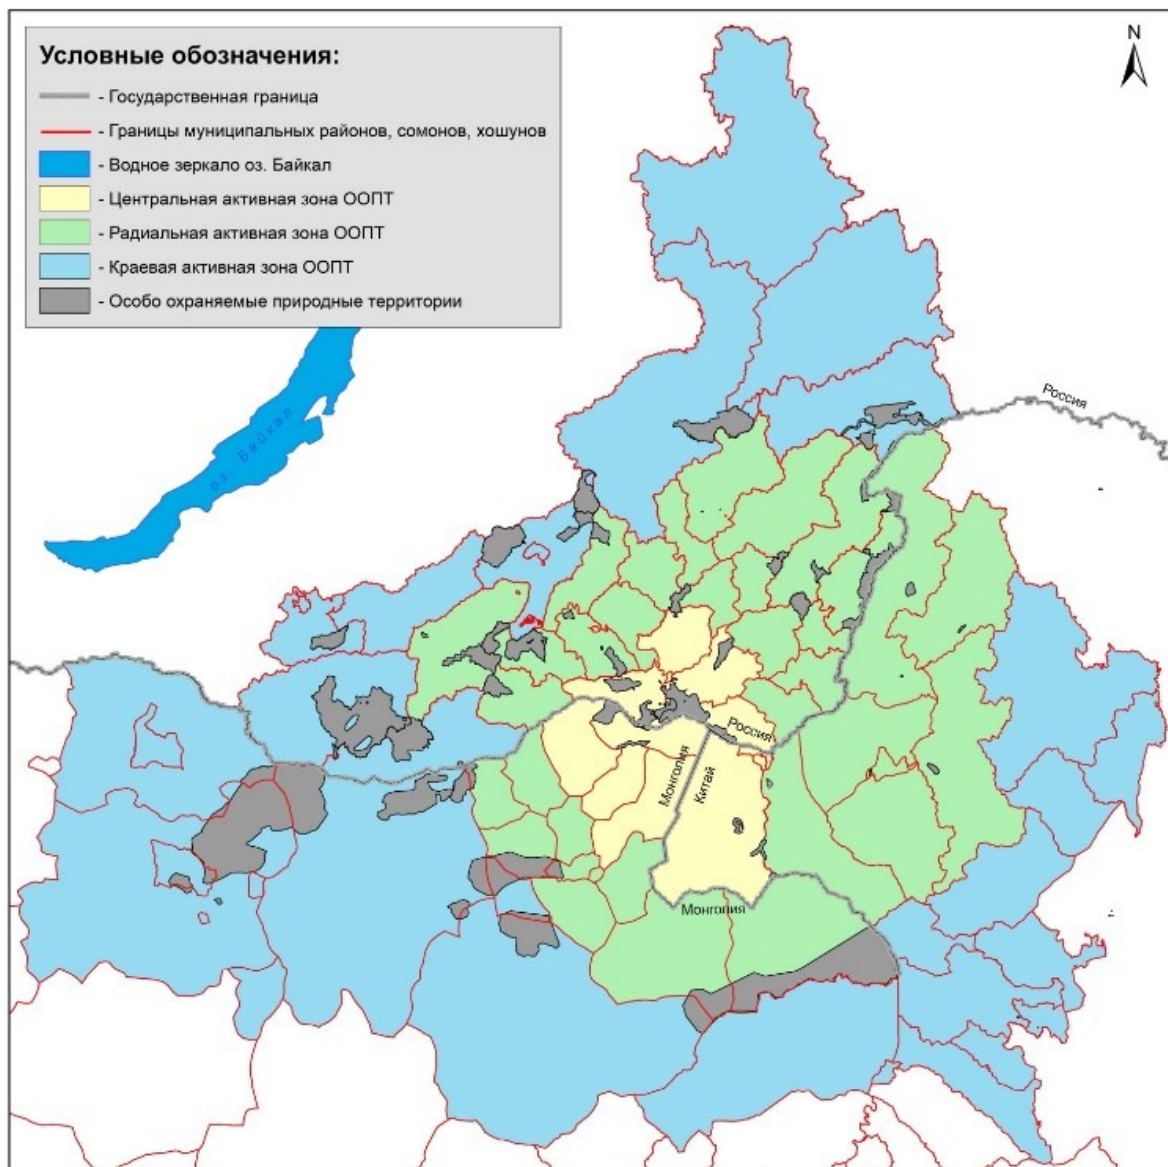 Условные обозначения:
- Государственная граница
- Границы муниципальных районов, сомонов, хошунов
- Водное зеркало оз. Байкал
- Центральная активная зона ООПТ
- Радиальная активная зона ООПТ
- Краевая активная зона ООПТ
- Особо охраняемые природные территории
N
Россия
оз. Байкал
Россия
Монголия
Китай
Монголия